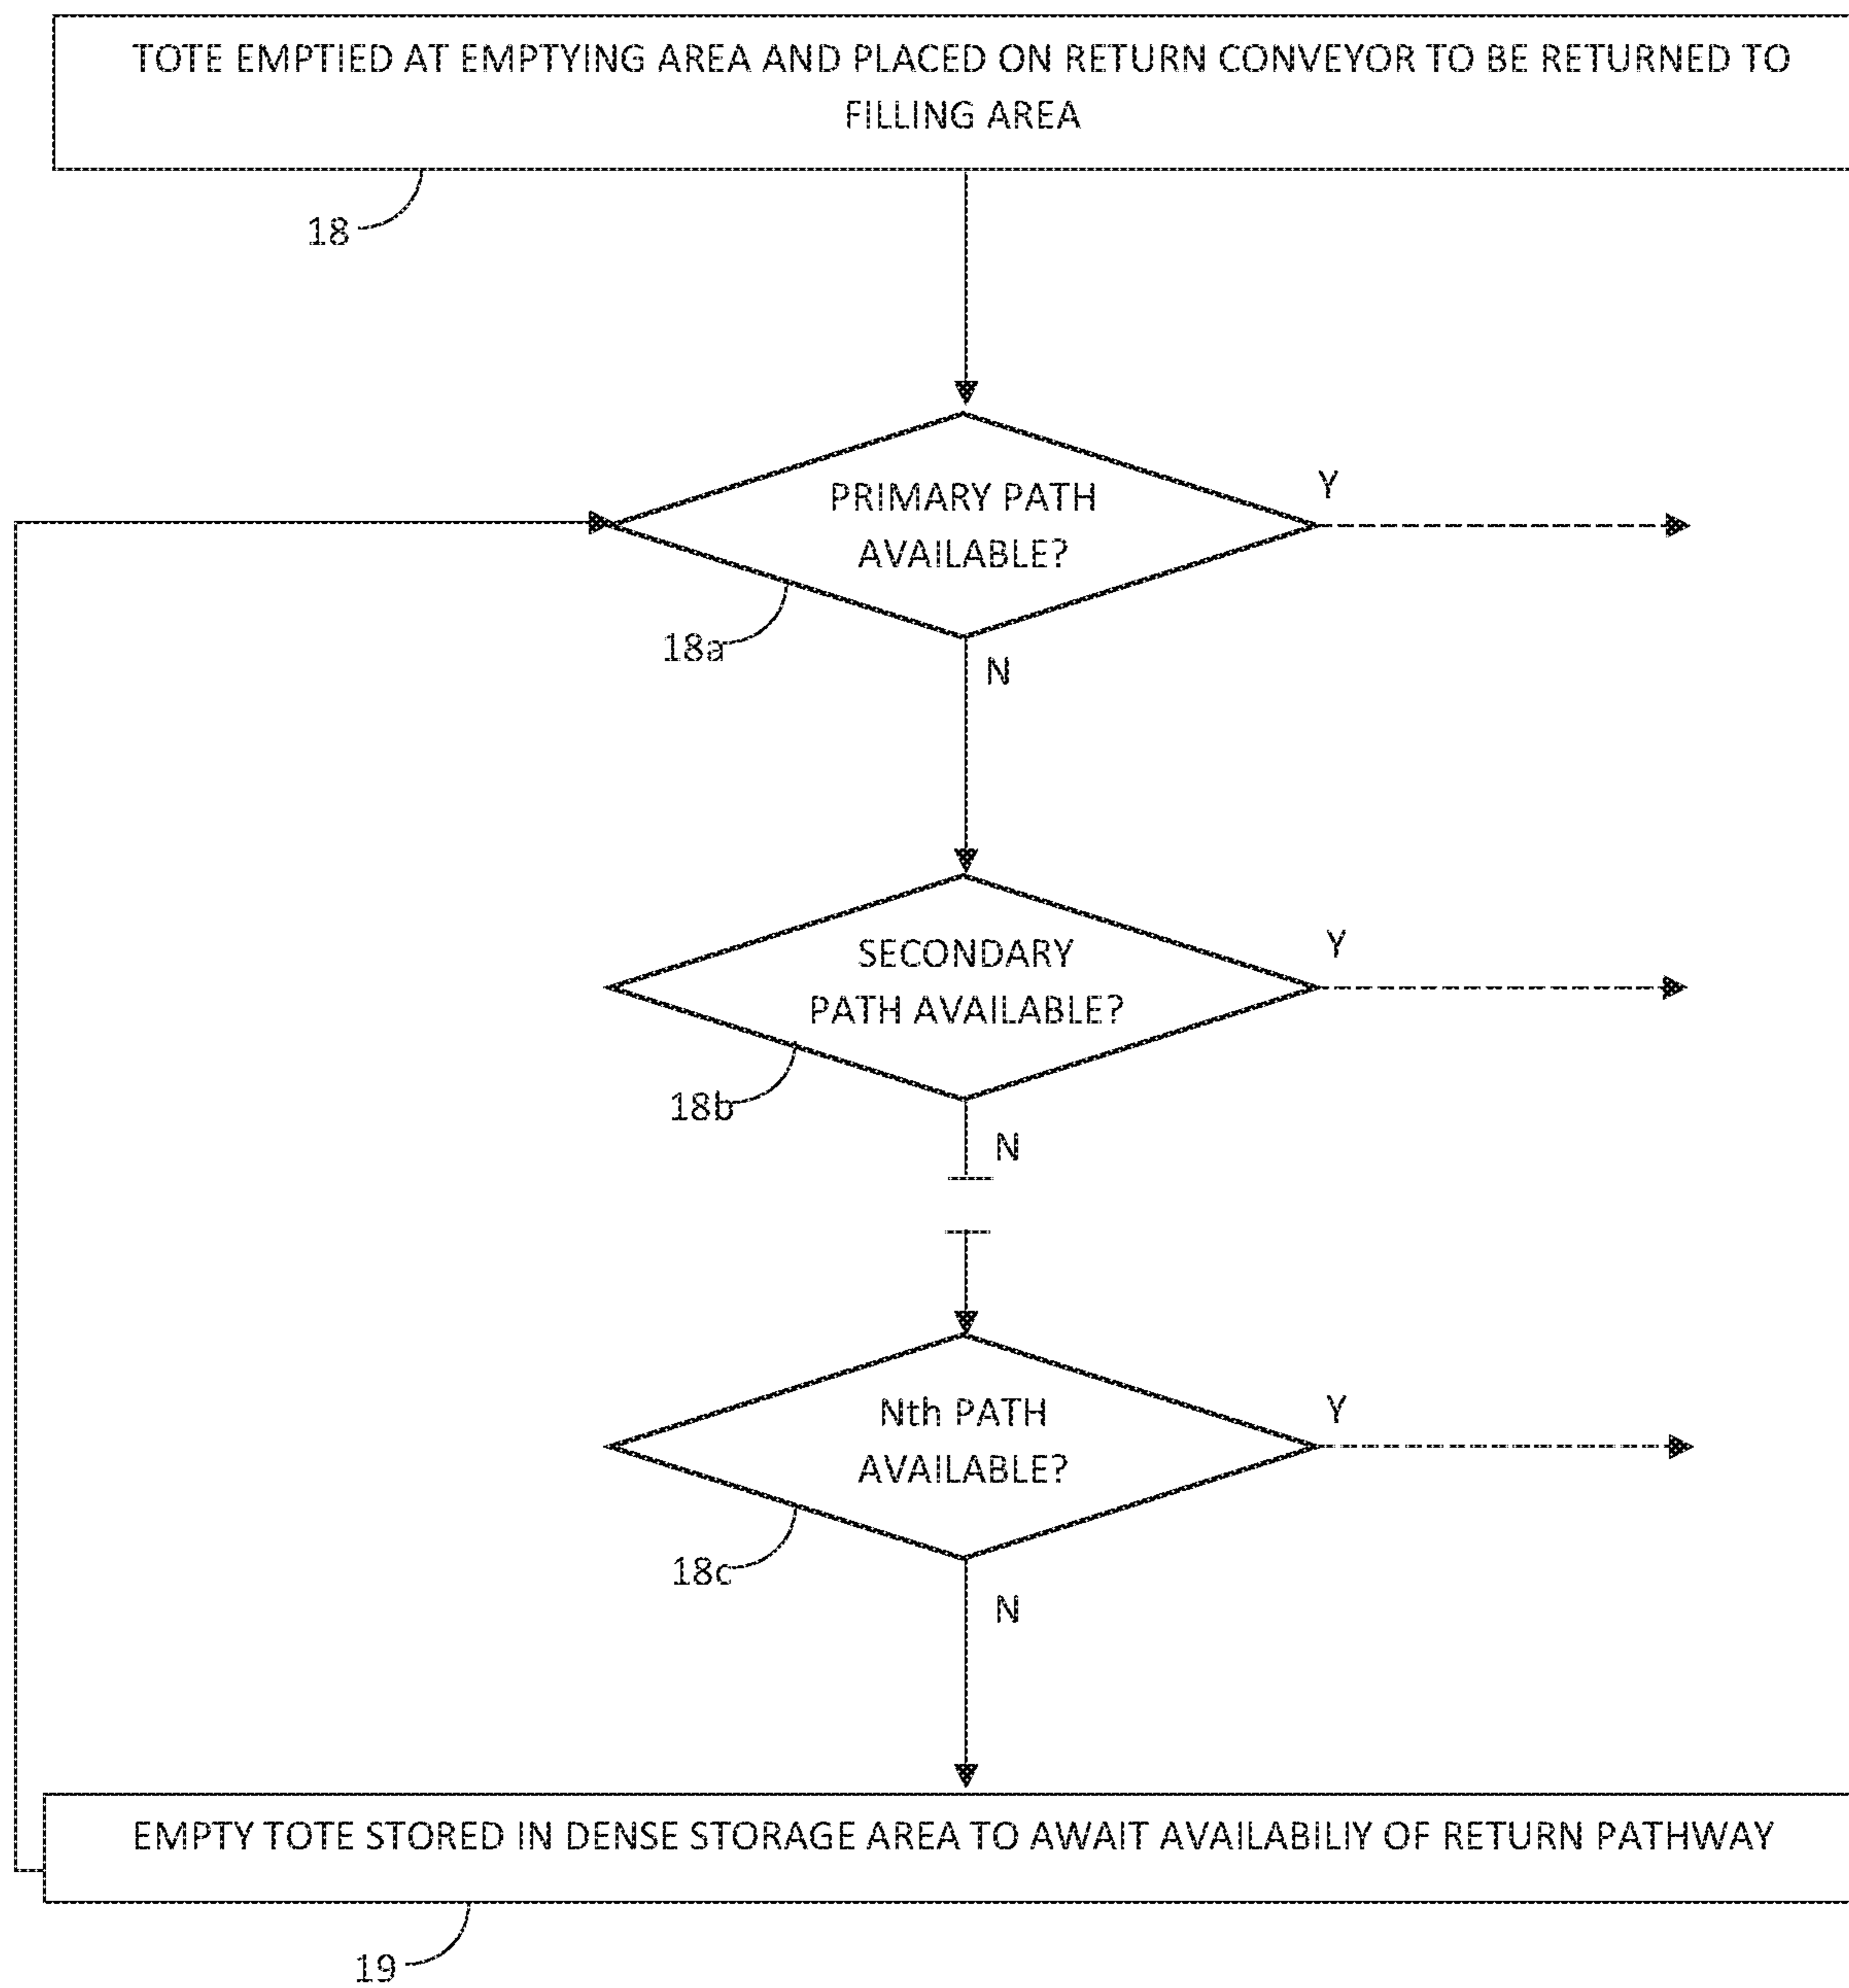 TOTE EMPTIED AT EMPTYING AREA AND PLACED ON RETURN CONVEYOR TO BE RETURNED TO
FILLING AREA
18
PRIMARY PATH
AVAILABLE?
Y
18a
N
SECONDARY
PATH AVAILABLE?
Y
18b
N
Nth PATH
AVAILABLE?
Y
18c
N
EMPTY TOTE STORED IN DENSE STORAGE AREA TO AWAIT AVAILABILIY OF RETURN PATHWAY
19